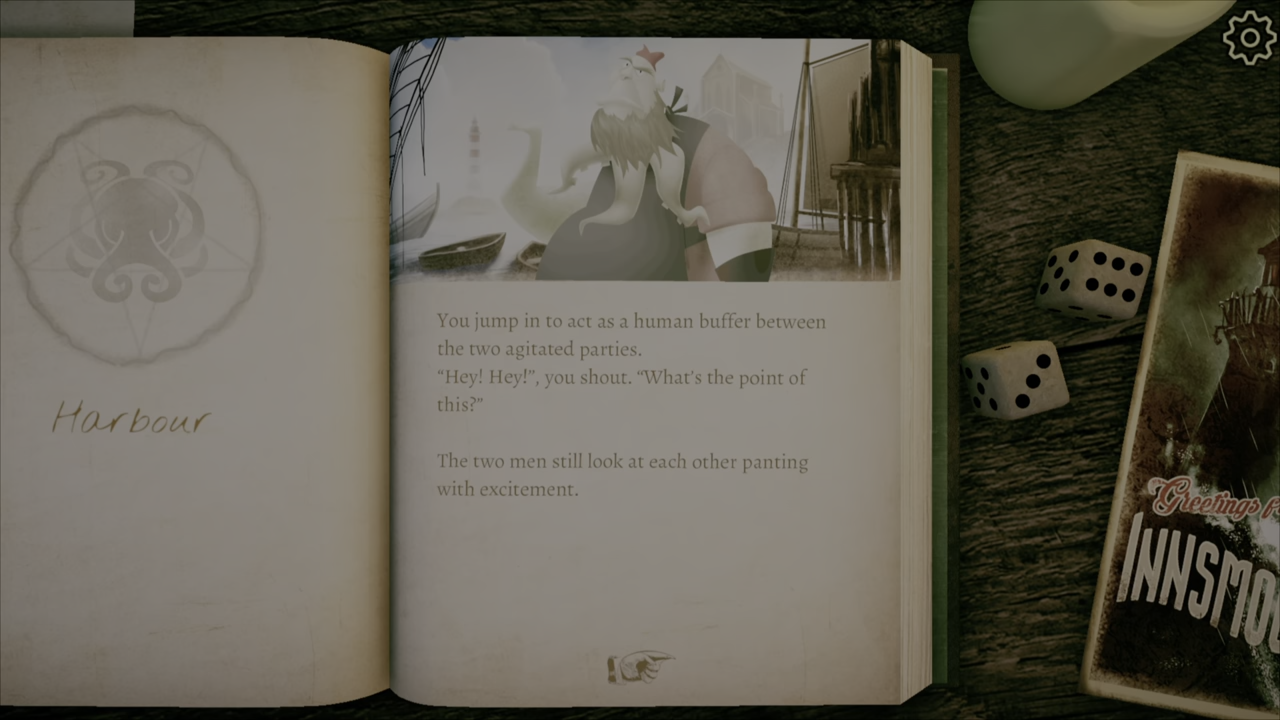 Harbour
You jump in to act as a human buffer between
the two agitated parties.
“Hey! Hey!”, you shout. “What's the point of
this?”
The two men still look at each other panting
with excitement.
Greetings f
INNSMO